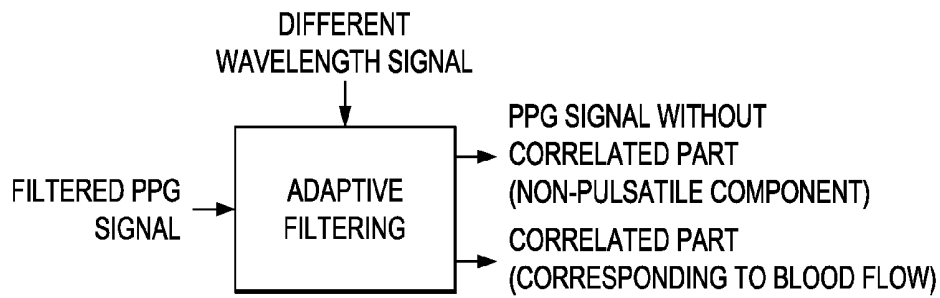 DIFFERENT
WAVELENGTH SIGNAL
FILTERED PPG
SIGNAL
ADAPTIVE
FILTERING
PPG SIGNAL WITHOUT
CORRELATED PART
(NON-PULSATILE COMPONENT)
CORRELATED PART
(CORRESPONDING TO BLOOD FLOW)